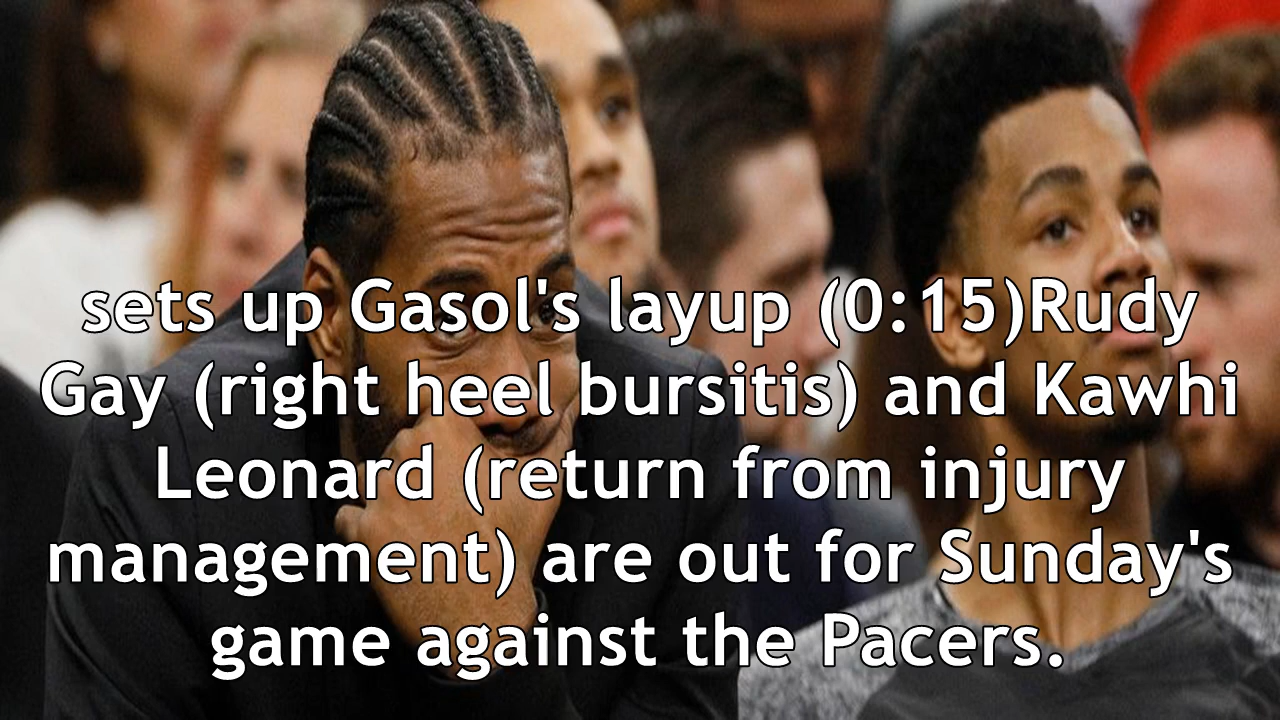 sets up Gasol's layup (0:15)Rudy
Gay (right heel bursitis) and Kawhi
Leonard (return from injury
management) are out for Sunday's
game against the Pacers.